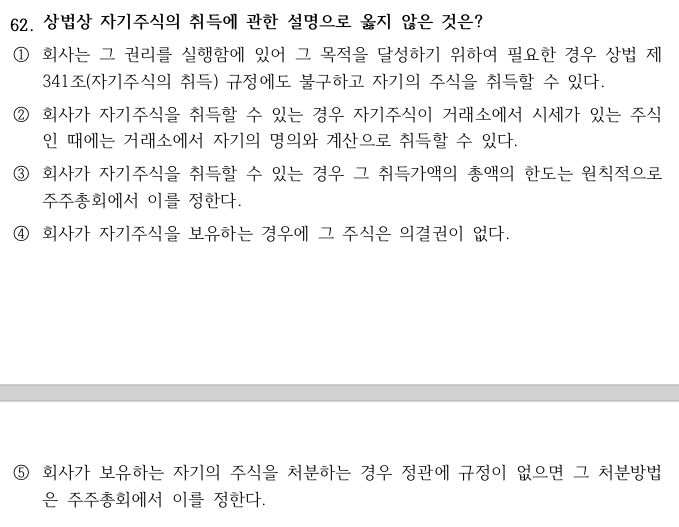 62. 상법상 자기주식의 취득에 관한 설명으로 옳지 않은 것은?
① 회사는 그 권리를 실행함에 있어 그 목적을 달성하기 위하여 필요한 경우 상법 제
341조(자기주식의 취득) 규정에도 불구하고 자기의 주식을 취득할 수 있다.
② 회사가 자기주식을 취득할 수 있는 경우 자기주식이 거래소에서 시세가 있는 주식
인 때에는 거래소에서 자기의 명의와 계산으로 취득할 수 있다.
③ 회사가 자기주식을 취득할 수 있는 경우 그 취득가액의 총액의 한도는 원칙적으로
주주총회에서 이를 정한다.
④ 회사가 자기주식을 보유하는 경우에 그 주식은 의결권이 없다.
⑤ 회사가 보유하는 자기의 주식을 처분하는 경우 정관에 규정이 없으면 그 처분방법
은 주주총회에서 이를 정한다.